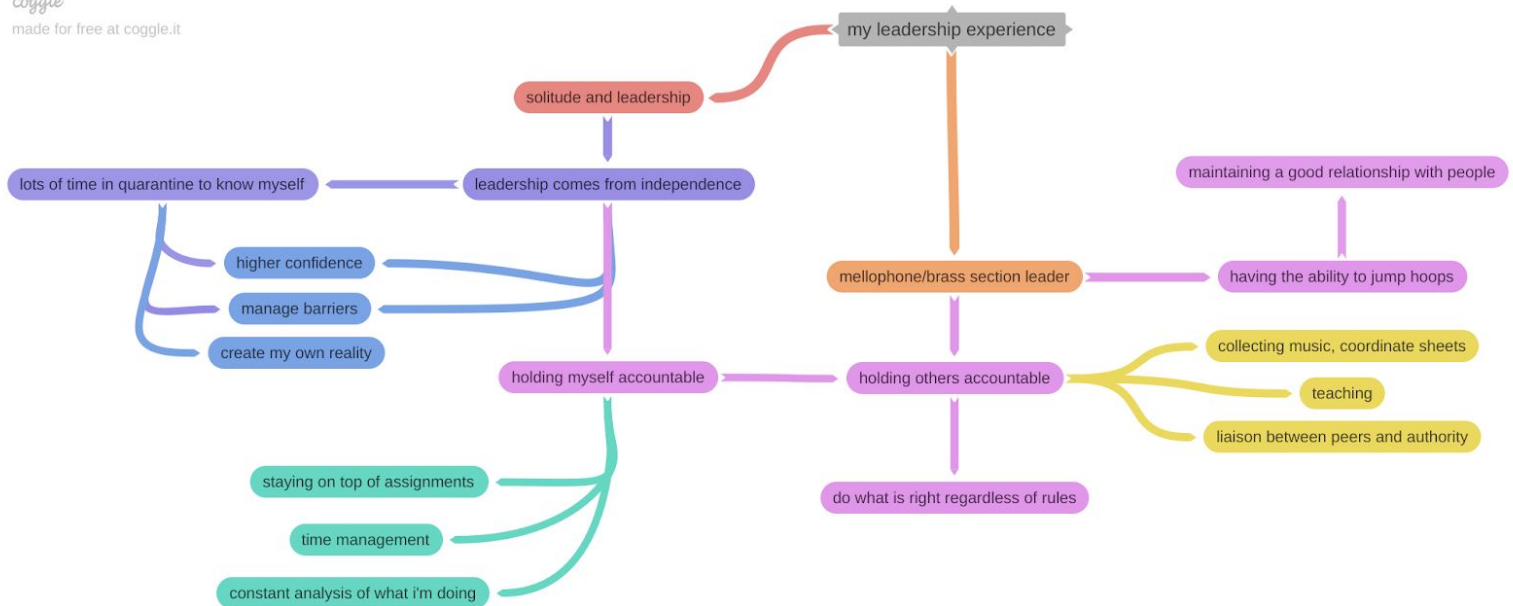 coggle
made for free at coggle.it
my leadership experience
solitude and leadership
leadership comes from independence
lots of time in quarantine to know myself
higher confidence
manage barriers
create my own reality
holding myself accountable
staying on top of assignments
time management
constant analysis of what i'm doing
mellophone/brass section leader
having the ability to jump hoops
maintaining a good relationship with people
holding others accountable
collecting music, coordinate sheets
teaching
liaison between peers and authority
do what is right regardless of rules